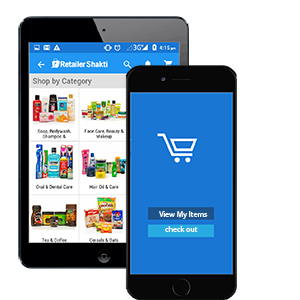 3G 4:15 pm
RetailerShakti
Shop by Category
Soap, Bodywash,
Shampoo &
Face Care, Beauty &
Makeup
Oral & Dental Care
Hair, Oil & Care
Tea & Coffee
Cereals & Oats
View My Items
check out